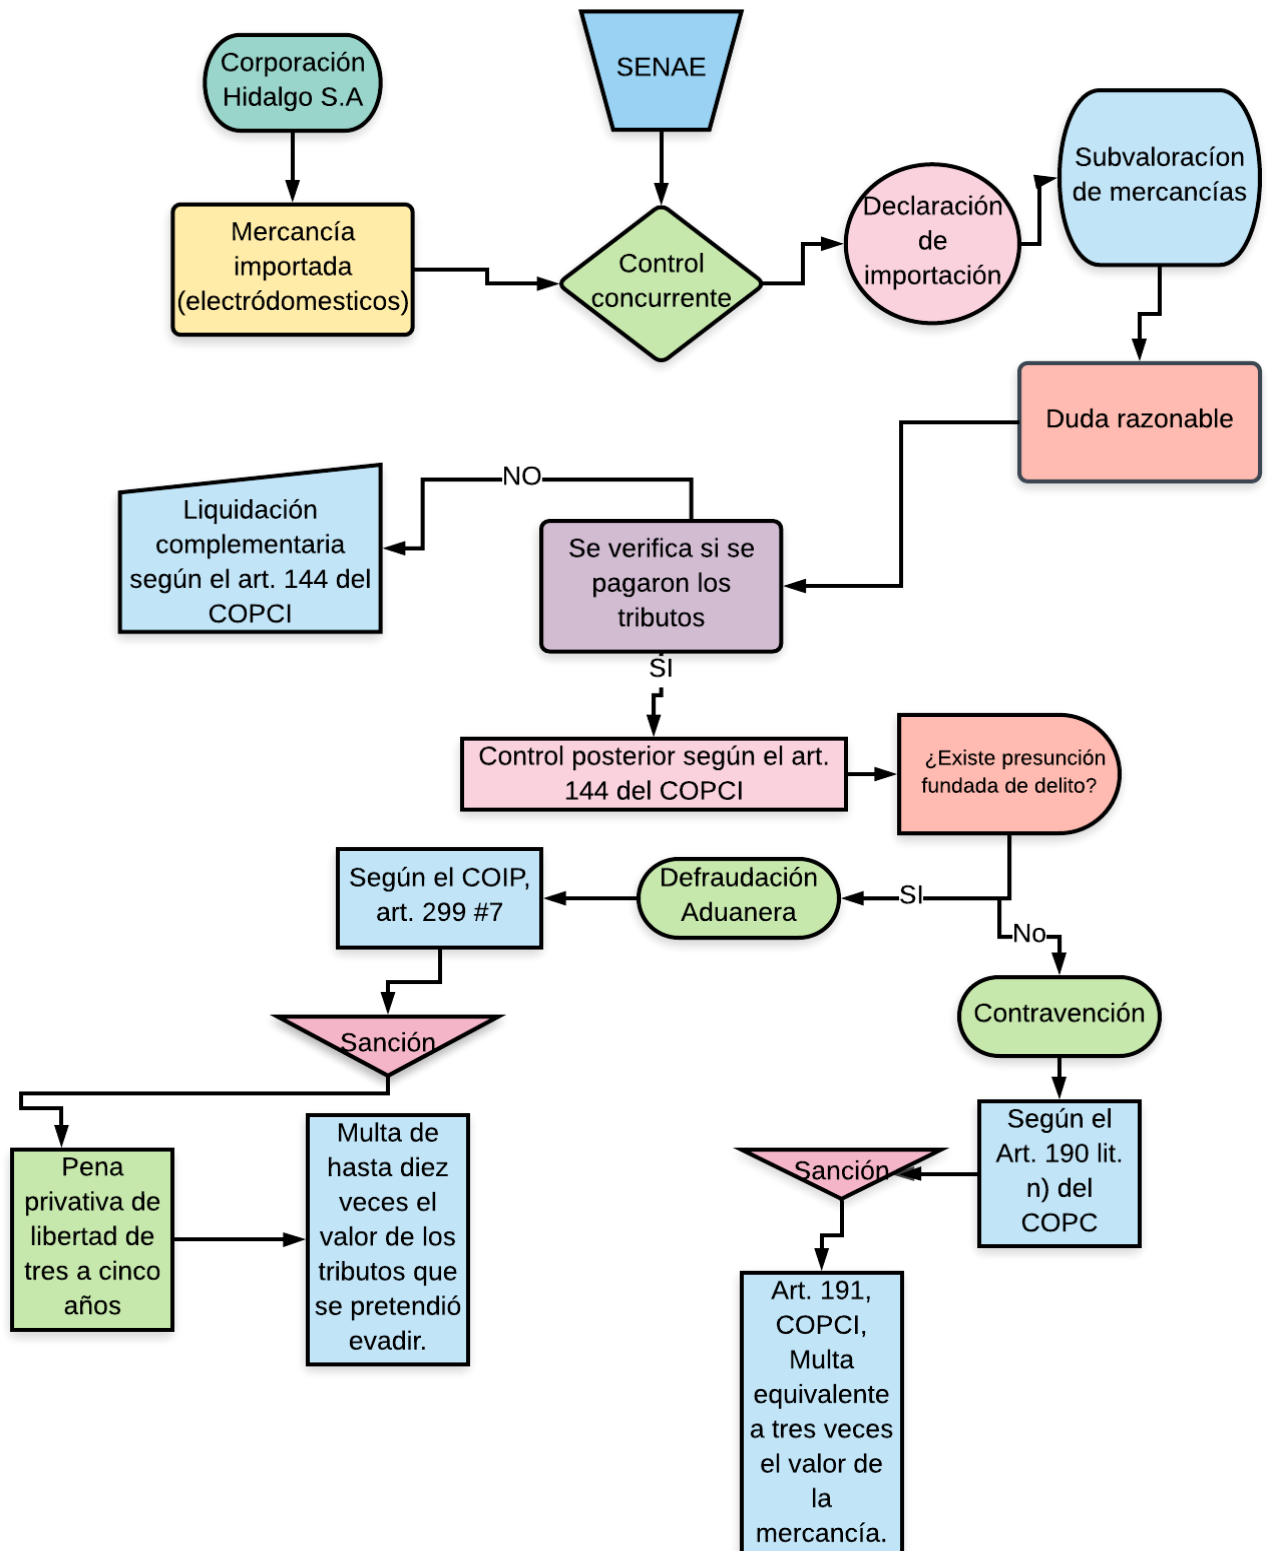 Corporación
Hidalgo S.A
SENAE
Mercancía
importada
(electródomesticos)
Control
concurrente
Declaración
de
importación
Subvaloracíon
de mercancías
Duda razonable
NO
Liquidación
complementaria
según el art. 144 del
COPCI
Se verifica si se
pagaron los
tributos
SI
Control posterior según el art.
144 del COPCI
¿Existe presunción
fundada de delito?
SI
Defraudación
Aduanera
Según el COIP,
art. 299 #7
No
Contravención
Sanción
Pena
privativa de
libertad de
tres a cinco
años
Multa de
hasta diez
veces el
valor de los
tributos que
se pretendió
evadir.
Según el
Art. 190 lit.
n) del
COPC
Sanción
Art. 191,
COPCI,
Multa
equivalente
a tres veces
el valor de
la
mercancía.